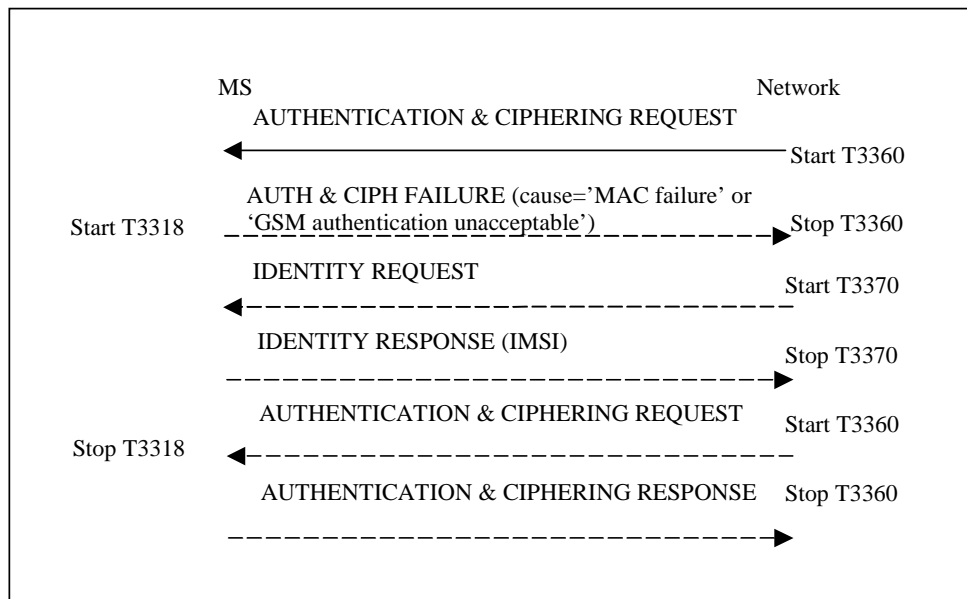 MS
Network
AUTHENTICATION & CIPHERING REQUEST
Start T3360
AUTH & CIPH FAILURE (cause=’MAC failure’ or
‘GSM authentication unacceptable’)
Start T3318
Stop T3360
IDENTITY REQUEST
Start T3370
IDENTITY RESPONSE (IMSI)
Stop T3370
AUTHENTICATION & CIPHERING REQUEST
Start T3360
Stop T3318
AUTHENTICATION & CIPHERING RESPONSE
Stop T3360